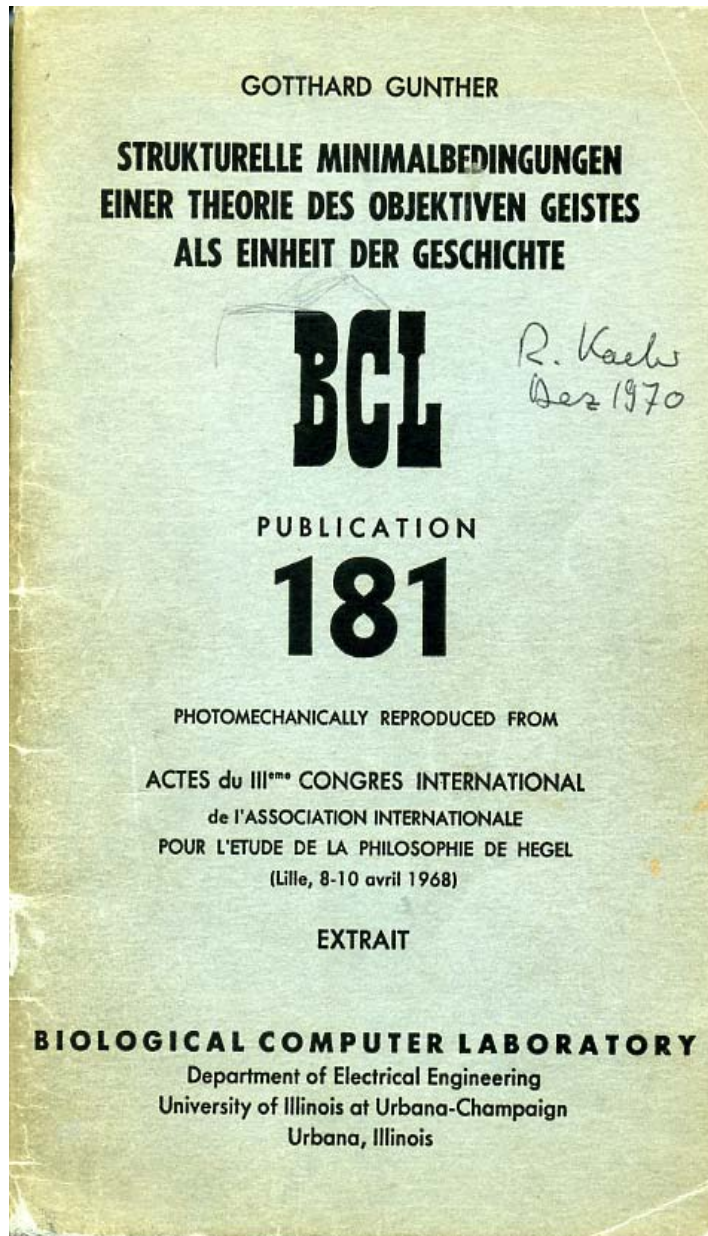 GOTTHARD GUNTHER
STRUKTURELLE MINIMALBEDINGUNGEN
EINER THEORIE DES OBJEKTIVEN GEISTES
ALS EINHEIT DER GESCHICHTE
BCL
R. Kaehr
Dez 1970
PUBLICATION
181
PHOTOMECHANICALLY REPRODUCED FROM
ACTES du IIIeme CONGRES INTERNATIONAL
de l'ASSOCIATION INTERNATIONALE
POUR L'ETUDE DE LA PHILOSOPHIE DE HEGEL
(Lille, 8-10 avril 1968)
EXTRAIT
BIOLOGICAL COMPUTER LABORATORY
Department of Electrical Engineering
University of Illinois at Urbana-Champaign
Urbana, Illinois